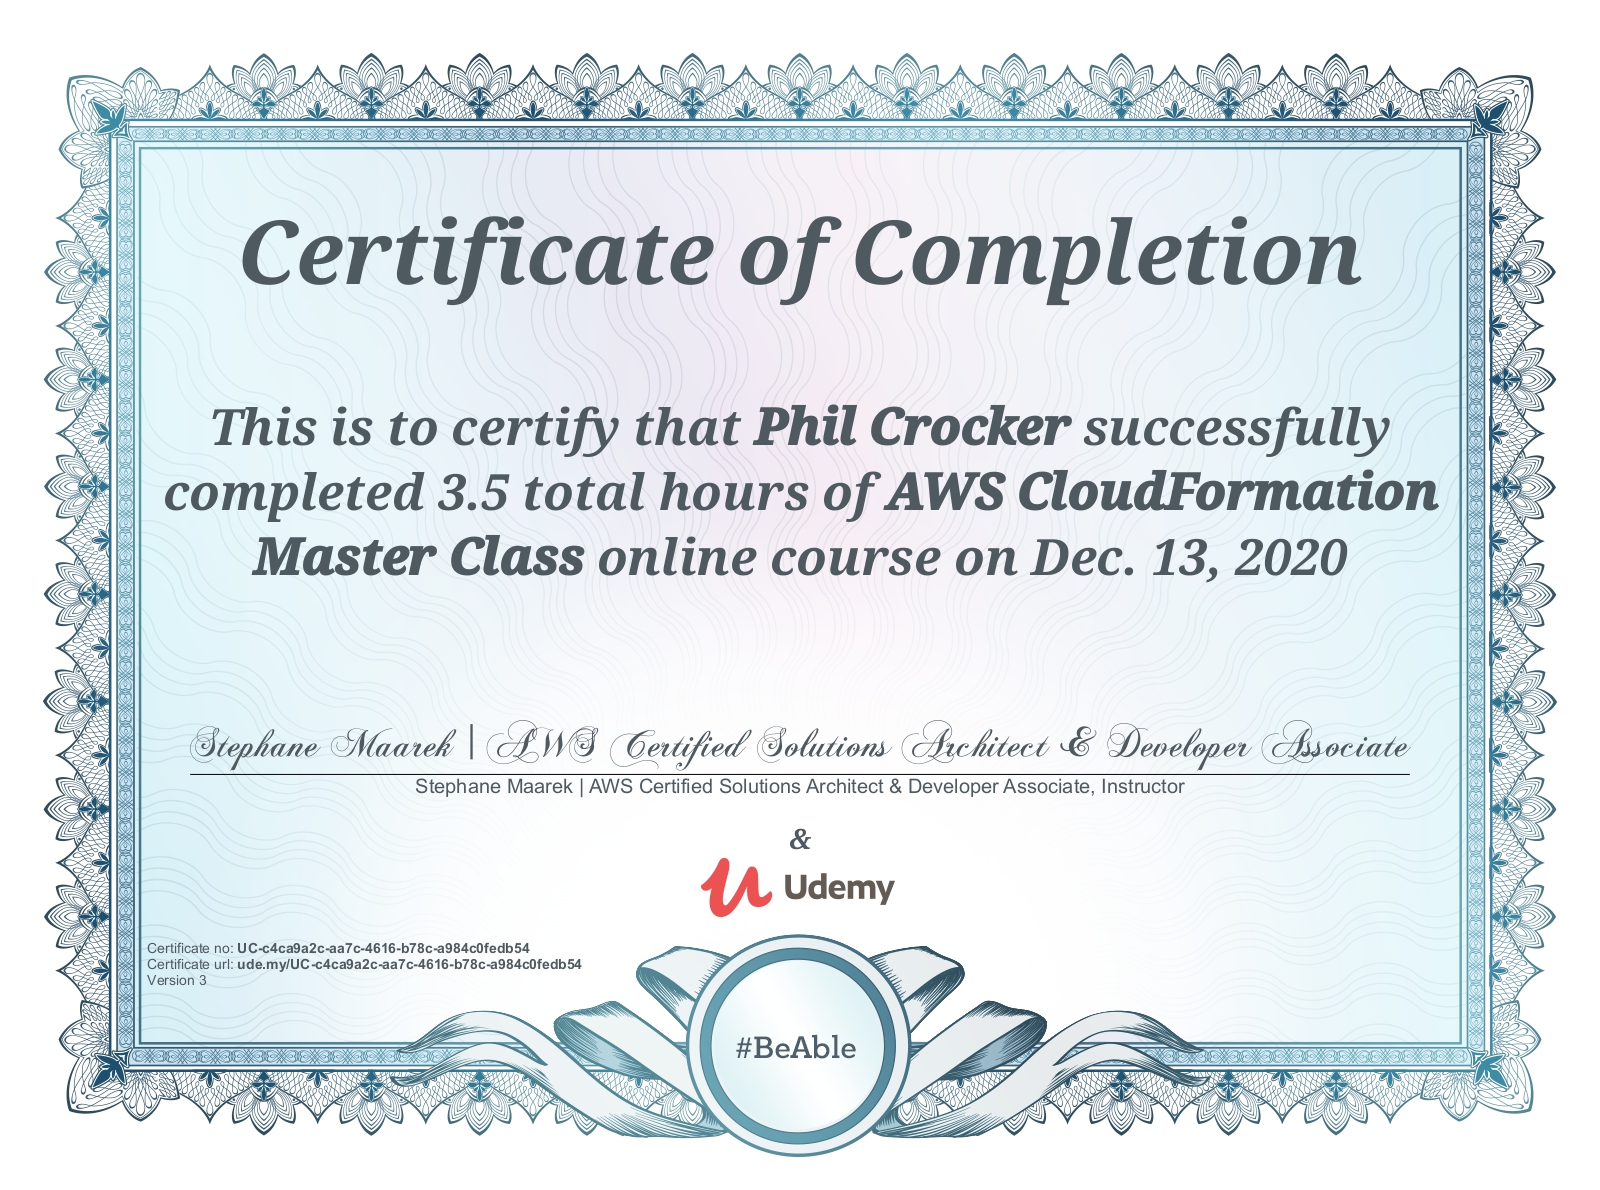 Certificate of Completion
This is to certify that Phil Crocker successfully
completed 3.5 total hours of AWS CloudFormation
Master Class online course on Dec. 13, 2020
Stephane Maarek | AWS Certified Solutions Architect & Developer Associate
Stephane Maarek | AWS Certified Solutions Architect & Developer Associate, Instructor
&
Udemy
Certificate no: UC-c4ca9a2c-aa7c-4616-b78c-a984c0fedb54
Certificate url: ude.my/UC-c4ca9a2c-aa7c-4616-b78c-a984c0fedb54
Version 3
#BeAble